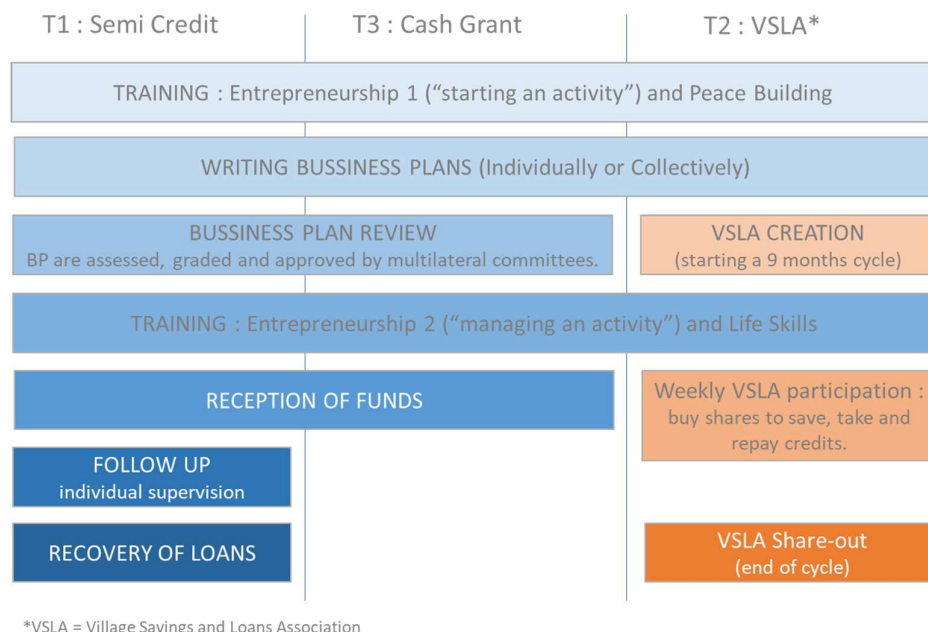 T1 : Semi Credit
T3 : Cash Grant
T2 : VSLA*
TRAINING : Entrepreneurship 1 (“starting an activity”) and Peace Building
WRITING BUSSINESS PLANS (Individually or Collectively)
BUSSINESS PLAN REVIEW
BP are assessed, graded and approved by multilateral committees.
VSLA CREATION
(starting a 9 months cycle)
TRAINING : Entrepreneurship 2 (“managing an activity”) and Life Skills
RECEPTION OF FUNDS
Weekly VSLA participation :
buy shares to save, take and
repay credits.
FOLLOW UP
individual supervision
RECOVERY OF LOANS
VSLA Share-out
(end of cycle)
*VSLA = Village Savings and Loans Association